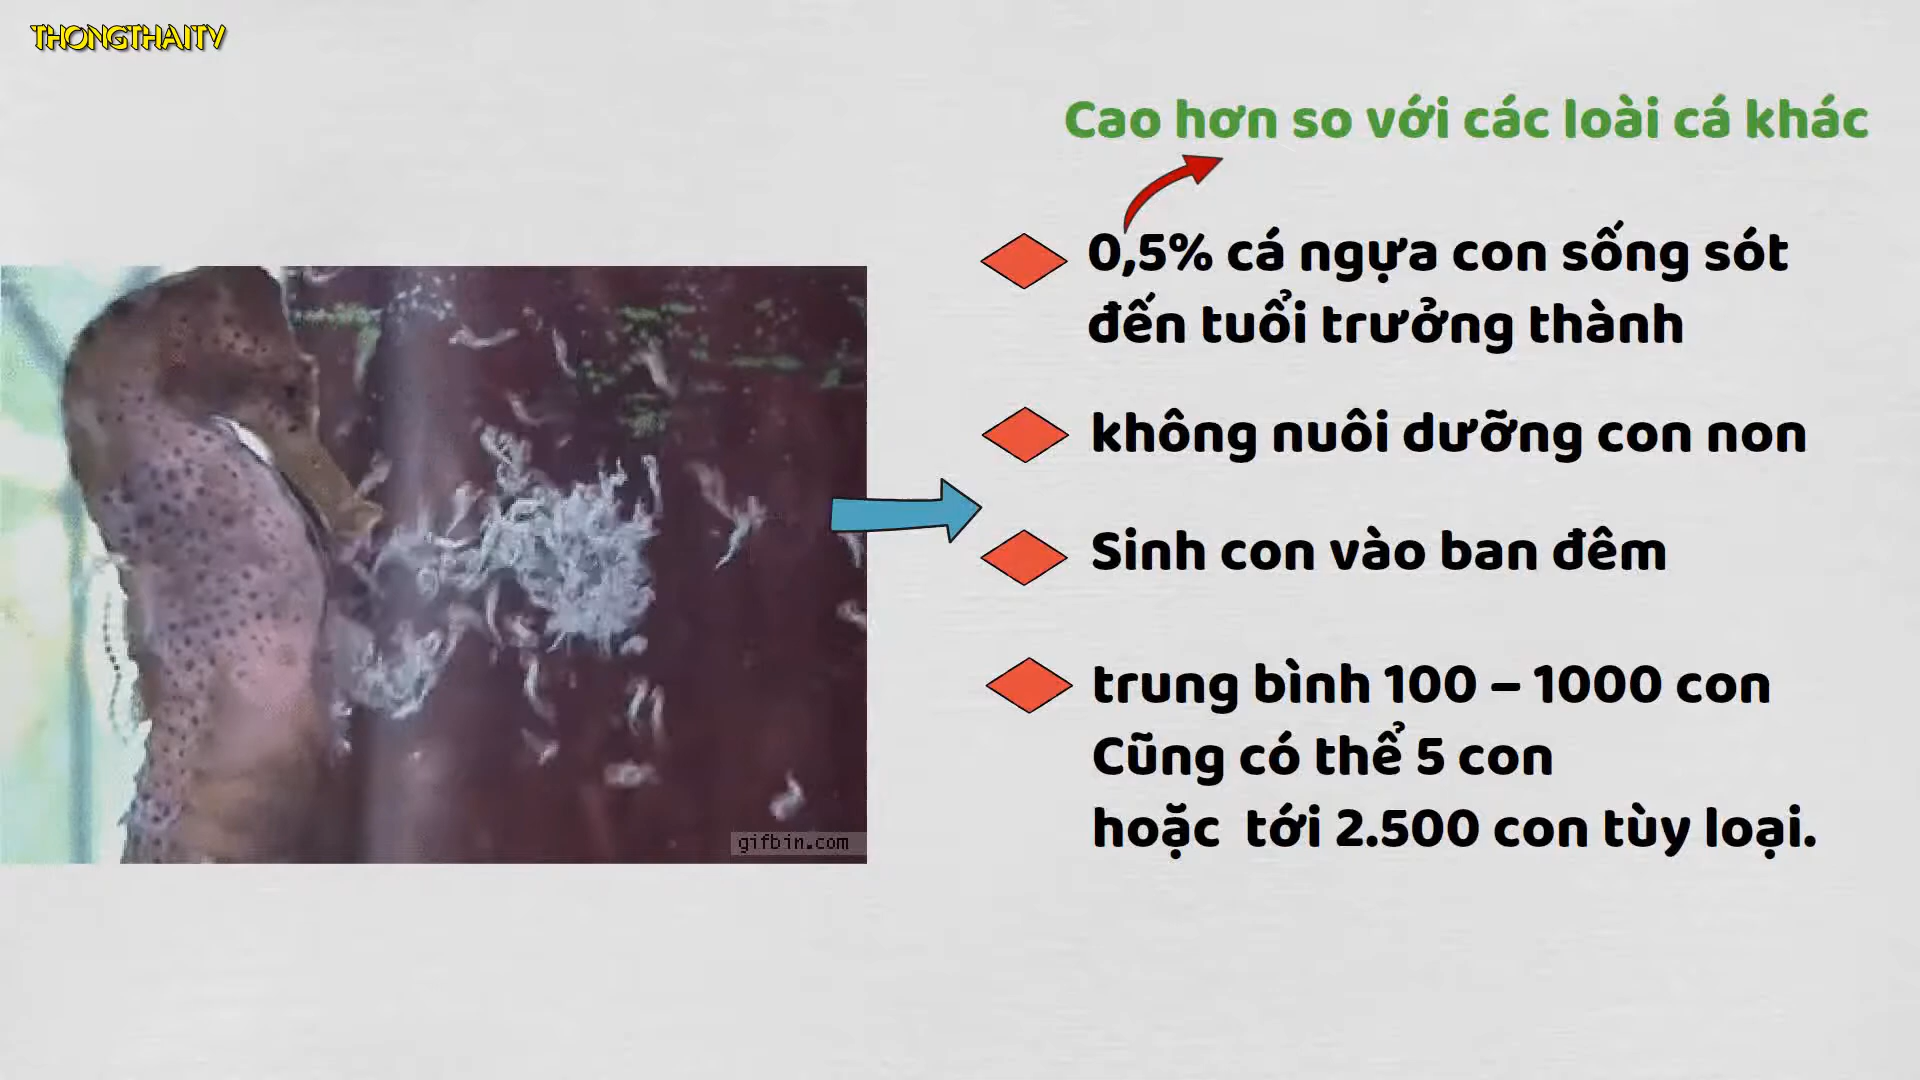 THONGTHAITV
Cao hơn so với các loài cá khác
0,5% cá ngựa con sống sót
đến tuổi trưởng thành
không nuôi dưỡng con non
Sinh con vào ban đêm
trung bình 100 – 1000 con
Cũng có thể 5 con
hoặc tới 2.500 con tùy loại.
gifbin.com